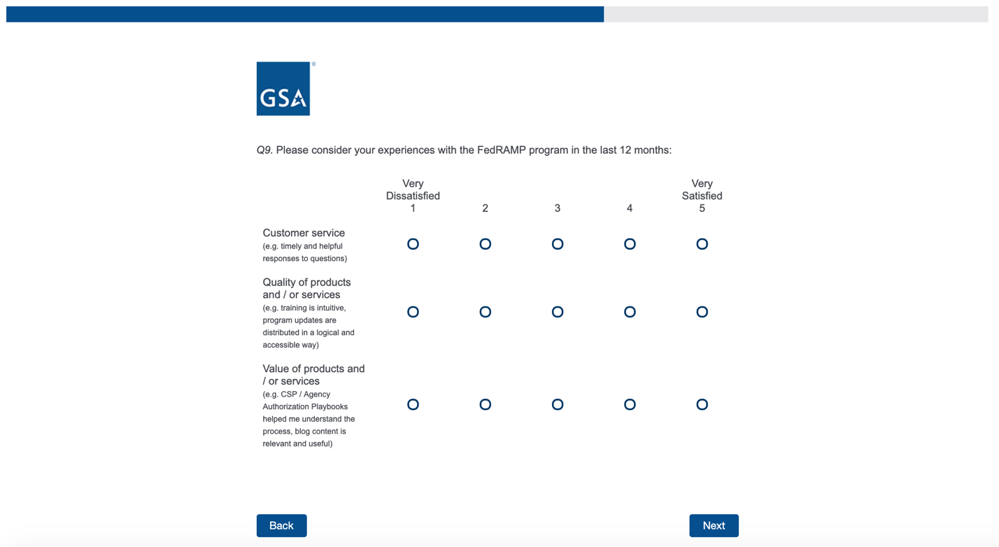 GSA ®
Q9. Please consider your experiences with the FedRAMP program in the last 12 months:
Very
Dissatisfied
1
2
3
4
Very
Satisfied
5
Customer service
(e.g. timely and helpful
responses to questions)
Quality of products
and / or services
(e.g. training is intuitive,
program updates are
distributed in a logical and
accessible way)
Value of products and
/ or services
(e.g. CSP / Agency
Authorization Playbooks
helped me understand the
process, blog content is
relevant and useful)
Back
Next